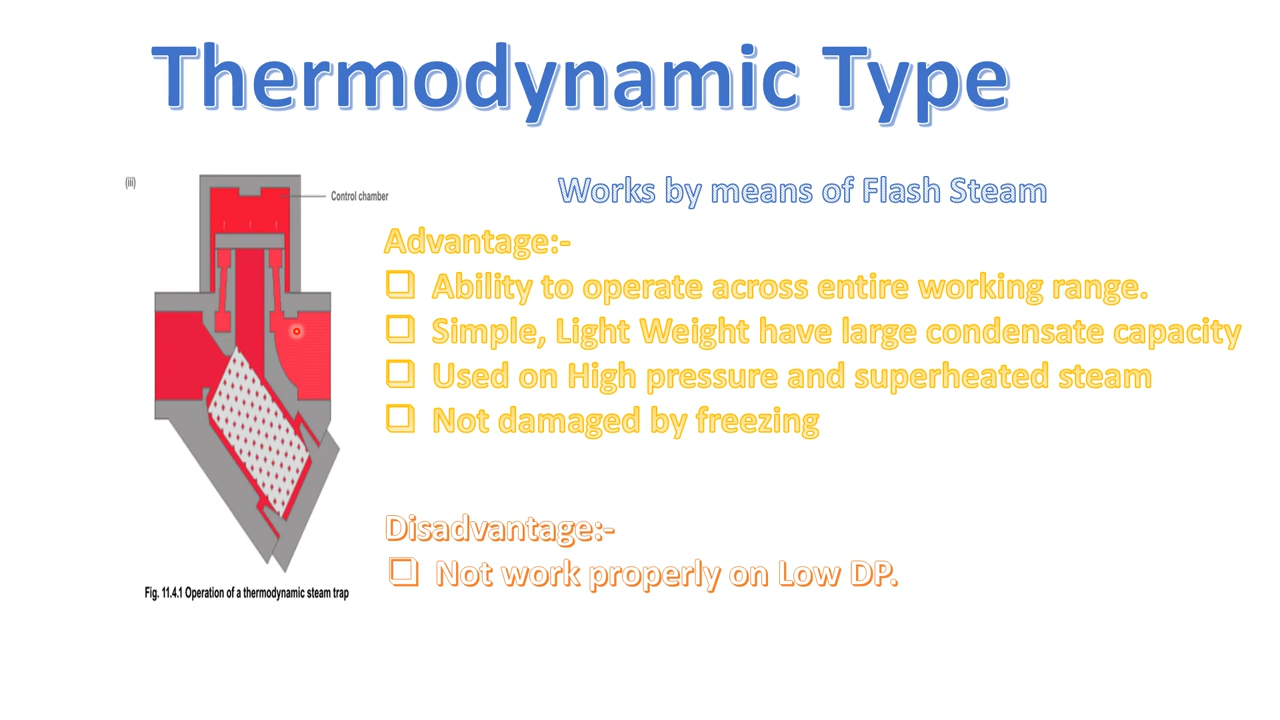 Thermodynamic Type
(iii)
Control chamber
Works by means of Flash Steam
Advantage:-
Ability to operate across entire working range.
Simple, Light Weight have large condensate capacity
Used on High pressure and superheated steam
Not damaged by freezing
Disadvantage:-
Not work properly on Low DP.
Fig. 11.4.1 Operation of a thermodynamic steam trap